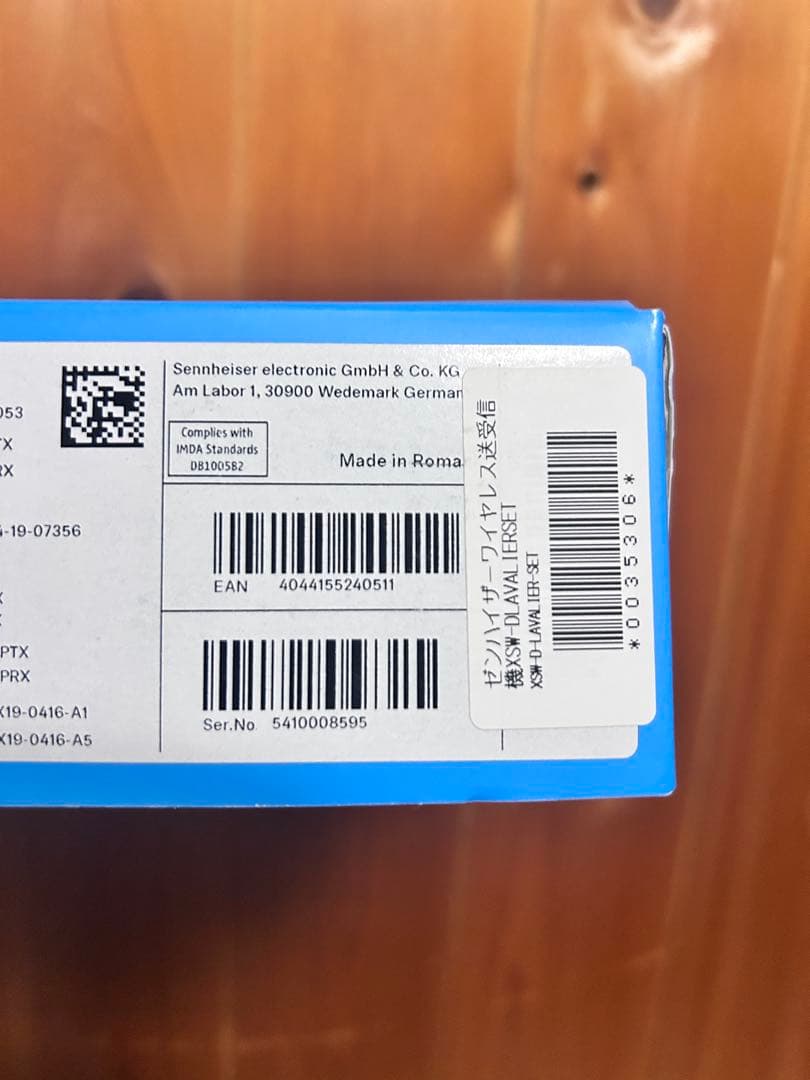 053
TX
RX
4-19-07356
X
PTX
PRX
X19-0416-A1
X19-0416-A5
Sennheiser electronic GmbH & Co. KG
Am Labor 1, 30900 Wedemark German
Complies with
IMDA Standards
DB100582
Made in Roma
EAN 4044155240511
Ser.No. 5410008595
ゼンハイザーワイヤレス送受信
機XSW-DLAVALIERSET
XSW-D-LAVALIER-SET
*0035306*